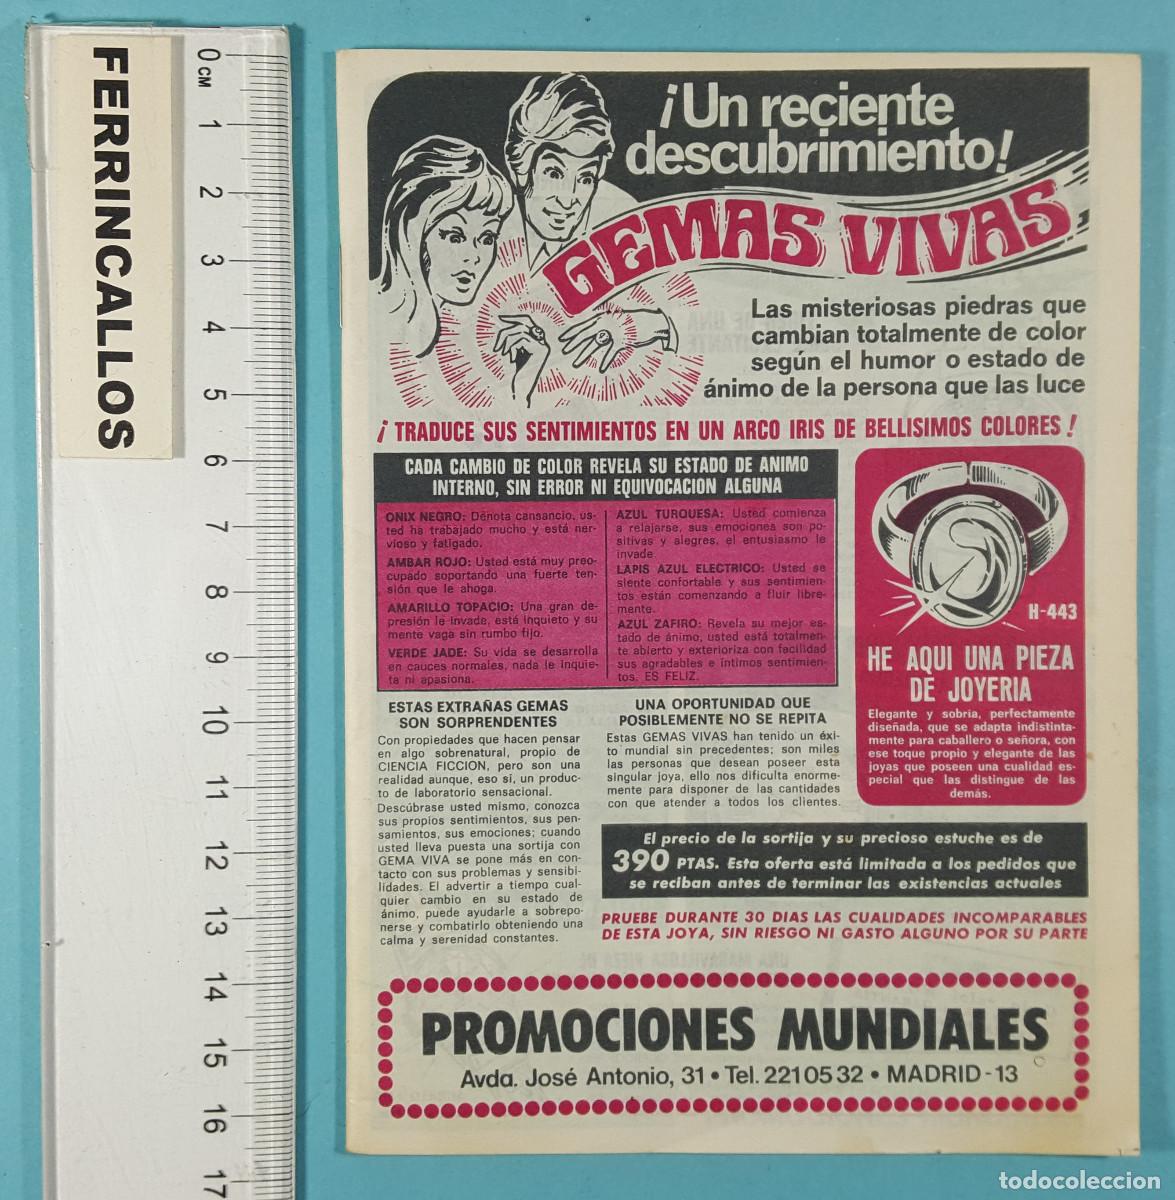 FERRINCALLOS
0 CM
1
2
3
4
5
6
7
8
9
10
11
12
13
14
15
16
17
¡Un reciente
descubrimiento!
GEMAS VIVAS
Las misteriosas piedras que
cambian totalmente de color
según el humor o estado de
ánimo de la persona que las luce
¡TRADUCE SUS SENTIMIENTOS EN UN ARCO IRIS DE BELLISIMOS COLORES!
CADA CAMBIO DE COLOR REVELA SU ESTADO DE ANIMO
INTERNO, SIN ERROR NI EQUIVOCACION ALGUNA
ONIX NEGRO: Denota cansancio, us-
ted ha trabajado mucho y está ner-
vioso y fatigado.
AMBAR ROJO: Usted está muy preo-
cupado soportando una fuerte ten-
sión que le ahoga.
AMARILLO TOPACIO: Una gran de-
presión le invade, está inquieto y su
mente vaga sin rumbo fijo.
VERDE JADE: Su vida se desarrolla
en cauces normales, nada le inquie-
ta ni apasiona.
AZUL TURQUESA: Usted comienza
a relajarse, sus emociones son po-
sitivas y alegres, el entusiasmo le
invade.
LAPIS AZUL ELECTRICO: Usted se
siente confortable y sus sentimien-
tos están comenzando a fluir libre-
mente.
AZUL ZAFIRO: Revela su mejor es-
tado de ánimo, usted está totalmen-
te abierto y exterioriza con facilidad
sus agradables e íntimos sentimien-
tos. ES FELIZ.
H-443
HE AQUI UNA PIEZA
DE JOYERIA
Elegante y sobria, perfectamente
diseñada, que se adapta indistinta-
mente para caballero o señora, con
ese toque propio y elegante de las
joyas que poseen una cualidad es-
pecial que las distingue de las
demás.
ESTAS EXTRAÑAS GEMAS
SON SORPRENDENTES
Con propiedades que hacen pensar
en algo sobrenatural, propio de
CIENCIA FICCION, pero son una
realidad aunque, eso sí, un produc-
to de laboratorio sensacional.
Descúbrase usted mismo, conozca
sus propios sentimientos, sus pen-
samientos, sus emociones; cuando
usted lleva puesta una sortija con
GEMA VIVA se pone más en con-
tacto con sus problemas y sensibi-
lidades. El advertir a tiempo cual-
quier cambio en su estado de
ánimo, puede ayudarle a sobrepo-
nerse y combatirlo obteniendo una
calma y serenidad constantes.
UNA OPORTUNIDAD QUE
POSIBLEMENTE NO SE REPITA
Estas GEMAS VIVAS han tenido un éxi-
to mundial sin precedentes; son miles
las personas que desean poseer esta
singular joya, ello nos dificulta enorme-
mente para disponer de las cantidades
con que atender a todos los clientes.
El precio de la sortija y su precioso estuche es de
390 PTAS. Esta oferta está limitada a los pedidos que
se reciban antes de terminar las existencias actuales
PRUEBE DURANTE 30 DIAS LAS CUALIDADES INCOMPARABLES
DE ESTA JOYA, SIN RIESGO NI GASTO ALGUNO POR SU PARTE
PROMOCIONES MUNDIALES
Avda. José Antonio, 31 • Tel. 221 05 32 • MADRID - 13
todocoleccion